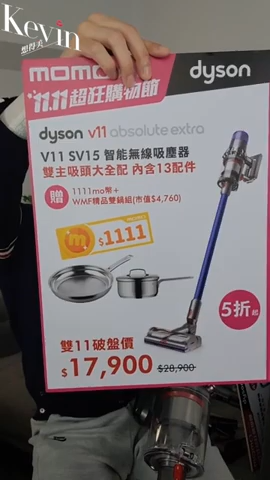 Kevin
想得美
momo
11.11超狂購物節
dyson
dyson v11 absolute extra
V11 SV15 智能無線吸塵器
雙主吸頭大全配 內含13配件
贈
1111mo幣+
WMF精品雙鍋組(市值$4,760)
m
$1111
5折起
雙11破盤價
$17,900 $28,900